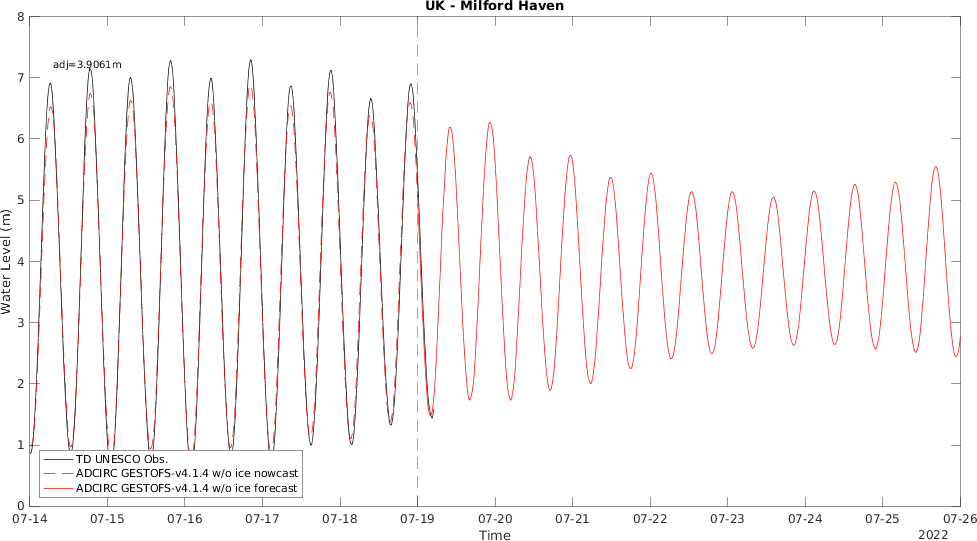 UK - Milford Haven
adj=3.9061m
Water Level (m)
8
7
6
5
4
3
2
1
0
TD UNESCO Obs.
ADCIRC GESTOFS-v4.1.4 w/o ice nowcast
ADCIRC GESTOFS-v4.1.4 w/o ice forecast
07-14 07-15 07-16 07-17 07-18 07-19 07-20 07-21 07-22 07-23 07-24 07-25 07-26
Time
2022